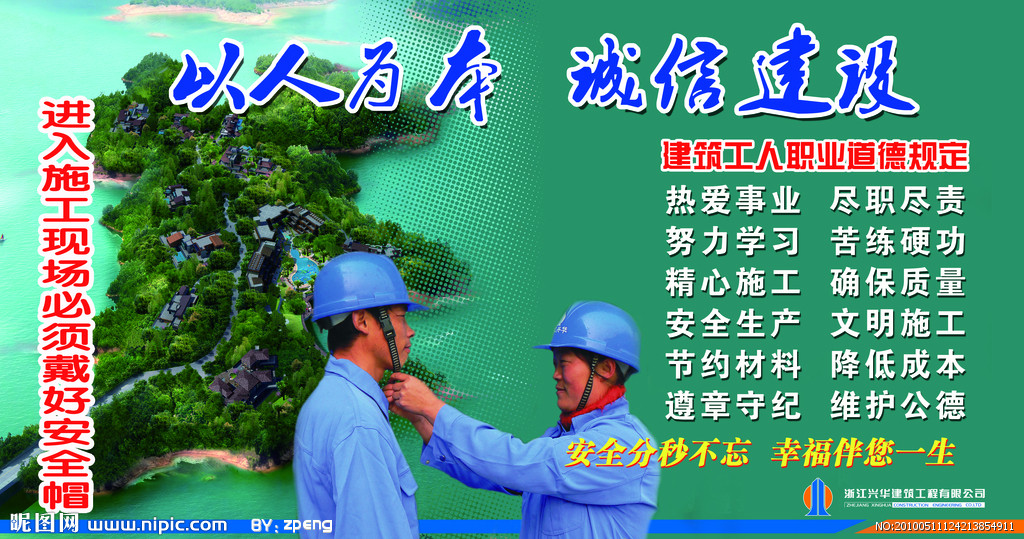 以人为本 诚信建设
进入施工现场必须戴好安全帽
建筑工人职业道德规定
热爱事业 尽职尽责
努力学习 苦练硬功
精心施工 确保质量
安全生产 文明施工
节约材料 降低成本
遵章守纪 维护公德
安全分秒不忘 幸福伴您一生
浙江兴华建筑工程有限公司
ZHEJIANG XINGHUA CONSTRUCTION ENGINEERING CO.LTD
昵图网 www.nipic.com BY: zpeng
NO:20100511124213854911